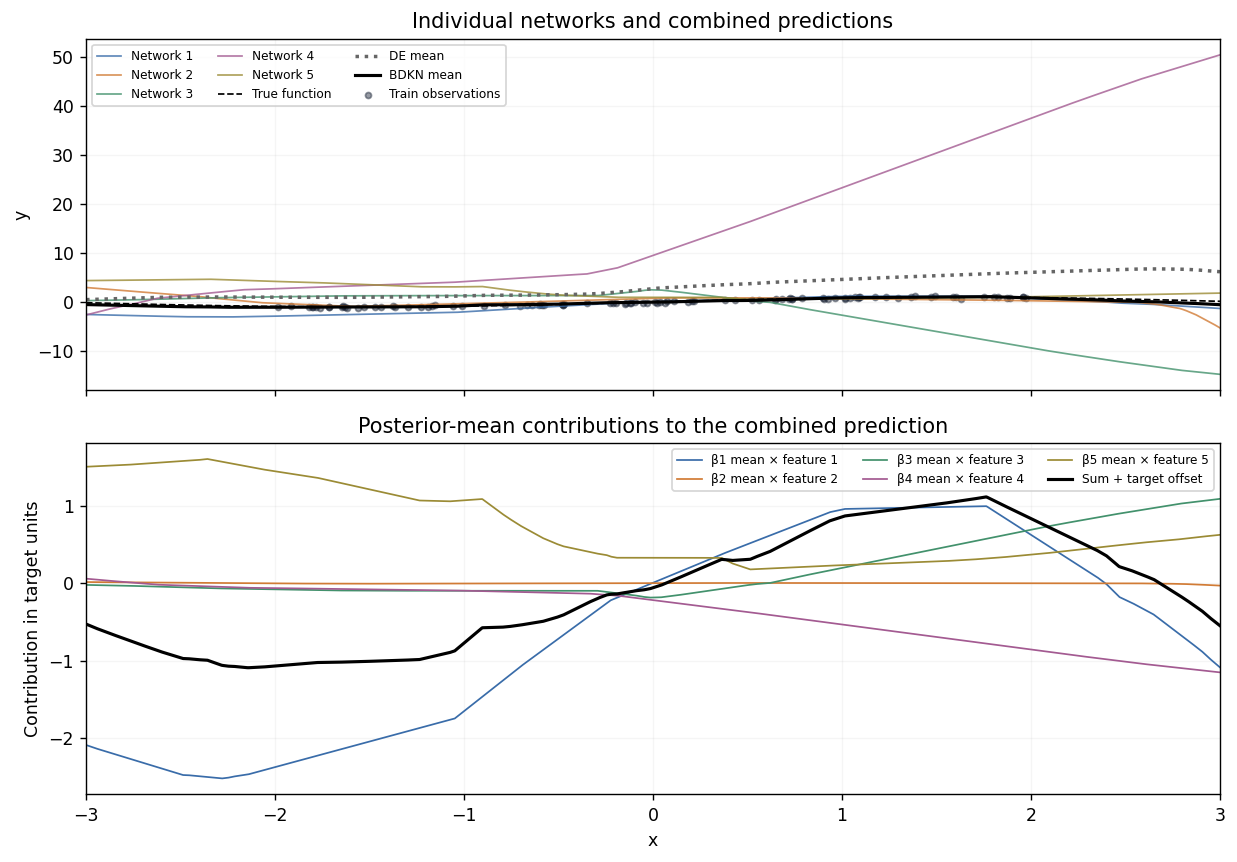 Individual networks and combined predictions
50
40
30
20
10
0
−10
y
Network 1
Network 2
Network 3
Network 4
Network 5
True function
DE mean
BDKN mean
Train observations
Posterior-mean contributions to the combined prediction
1
0
−1
−2
Contribution in target units
β1 mean × feature 1
β2 mean × feature 2
β3 mean × feature 3
β4 mean × feature 4
β5 mean × feature 5
Sum + target offset
−3 −2 −1 0 1 2 3
x